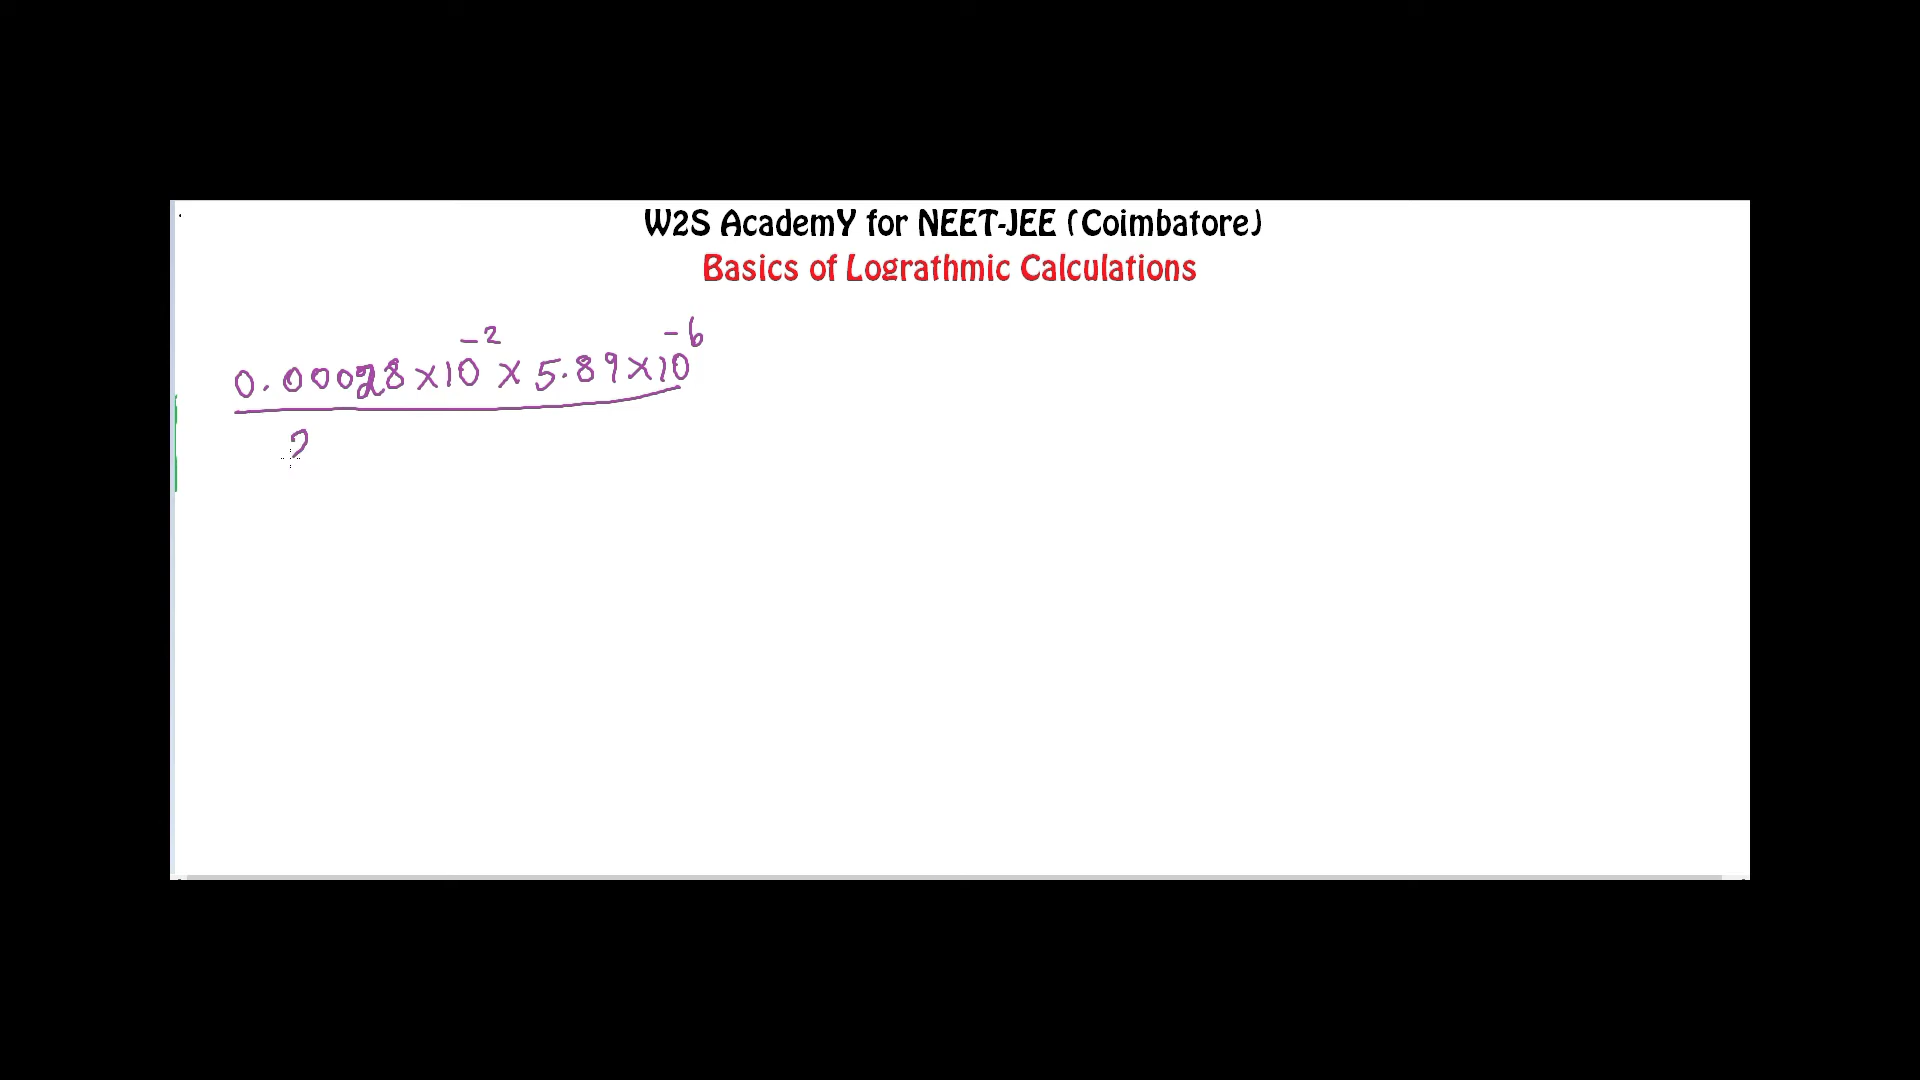 W2S AcademY for NEET-JEE (Coimbatore)
Basics of Lograthmic Calculations
0.00028×10⁻² × 5.89×10⁻⁶
2